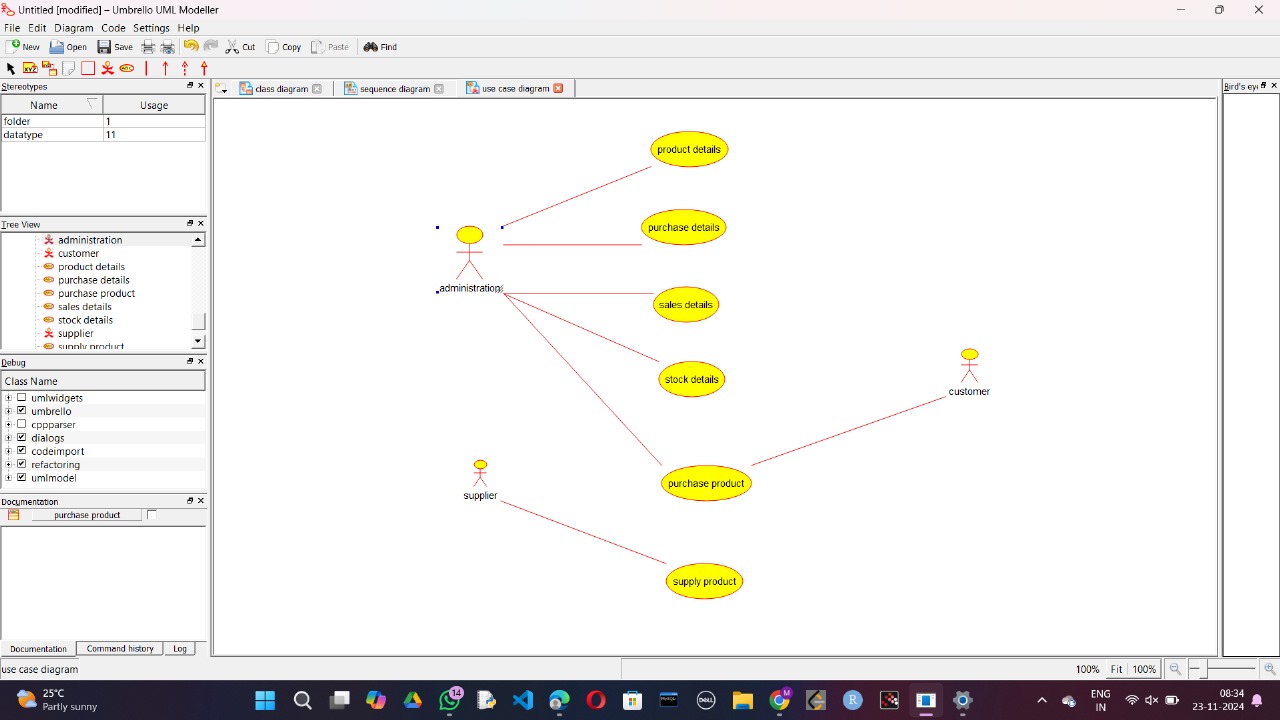 Untitled [modified] – Umbrello UML Modeller
File Edit Diagram Code Settings Help
New Open Save Cut Copy Paste Find
Stereotypes
Name Usage
folder 1
datatype 11
Tree View
administration
customer
product details
purchase details
purchase product
sales details
stock details
supplier
supply product
Debug
Class Name
umlwidgets
umbrello
cppparser
dialogs
codeimport
refactoring
umlmodel
Documentation
purchase product
Documentation Command history Log
use case diagram
class diagram sequence diagram use case diagram
Bird's ey
product details
purchase details
administration
sales details
stock details
customer
supplier
purchase product
supply product
100% Fit 100%
25°C
Partly sunny
14
DELL
M
R
ENG
IN
08:34
23-11-2024